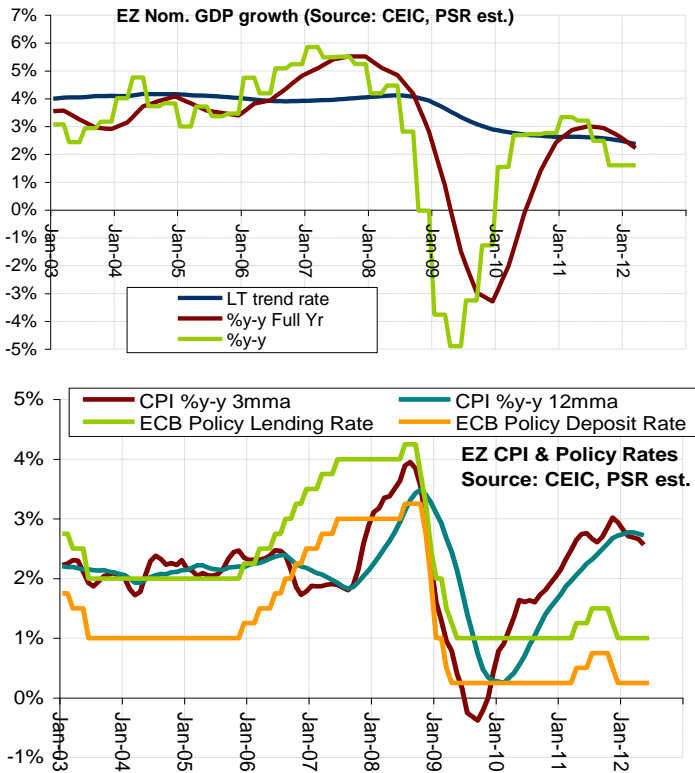 EZ Nom. GDP growth (Source: CEIC, PSR est.)
7%
6%
5%
4%
3%
2%
1%
0%
-1%
-2%
-3%
-4%
-5%
Jan-03
Jan-04
Jan-05
Jan-06
Jan-07
Jan-08
Jan-09
Jan-10
Jan-11
Jan-12
LT trend rate
%y-y Full Yr
%y-y
5%
4%
3%
2%
1%
0%
-1%
CPI %y-y 3mma
CPI %y-y 12mma
ECB Policy Lending Rate
ECB Policy Deposit Rate
EZ CPI & Policy Rates
Source: CEIC, PSR est.
Jan-03
Jan-04
Jan-05
Jan-06
Jan-07
Jan-08
Jan-09
Jan-10
Jan-11
Jan-12